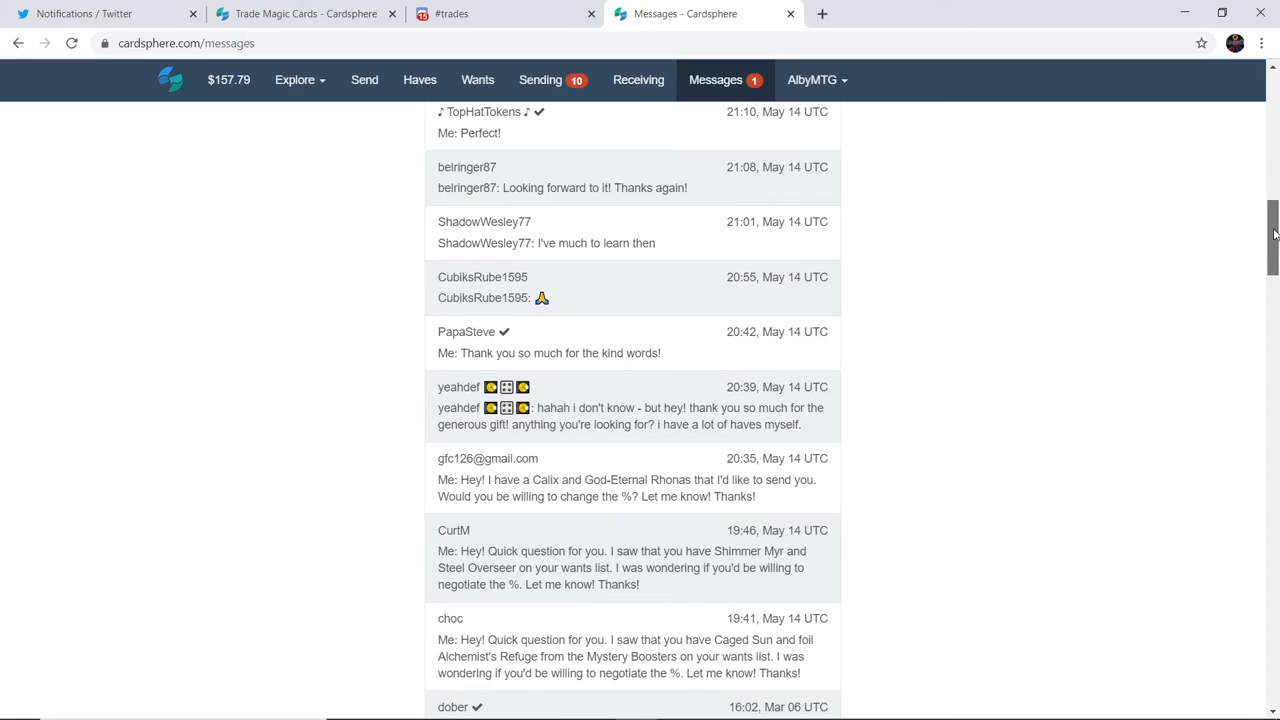 Notifications / Twitter
Trade Magic Cards - Cardsphere
15
#trades
Messages - Cardsphere
cardsphere.com/messages
$157.79
Explore
Send
Haves
Wants
Sending 10
Receiving
Messages 1
AlbyMTG
♪ TopHatTokens ♪ ✔ 21:10, May 14 UTC
Me: Perfect!
belringer87 21:08, May 14 UTC
belringer87: Looking forward to it! Thanks again!
ShadowWesley77 21:01, May 14 UTC
ShadowWesley77: I've much to learn then
CubiksRube1595 20:55, May 14 UTC
CubiksRube1595: 🙏
PapaSteve ✔ 20:42, May 14 UTC
Me: Thank you so much for the kind words!
yeahdef 20:39, May 14 UTC
yeahdef : hahah i don't know - but hey! thank you so much for the
generous gift! anything you're looking for? i have a lot of haves myself.
gfc126@gmail.com 20:35, May 14 UTC
Me: Hey! I have a Calix and God-Eternal Rhonas that I'd like to send you.
Would you be willing to change the %? Let me know! Thanks!
CurtM 19:46, May 14 UTC
Me: Hey! Quick question for you. I saw that you have Shimmer Myr and
Steel Overseer on your wants list. I was wondering if you'd be willing to
negotiate the %. Let me know! Thanks!
choc 19:41, May 14 UTC
Me: Hey! Quick question for you. I saw that you have Caged Sun and foil
Alchemist's Refuge from the Mystery Boosters on your wants list. I was
wondering if you'd be willing to negotiate the %. Let me know! Thanks!
dober ✔ 16:02, Mar 06 UTC